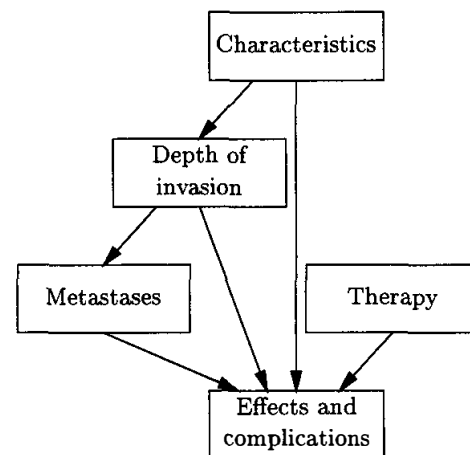 Characteristics
Depth of
invasion
Metastases
Therapy
Effects and
complications